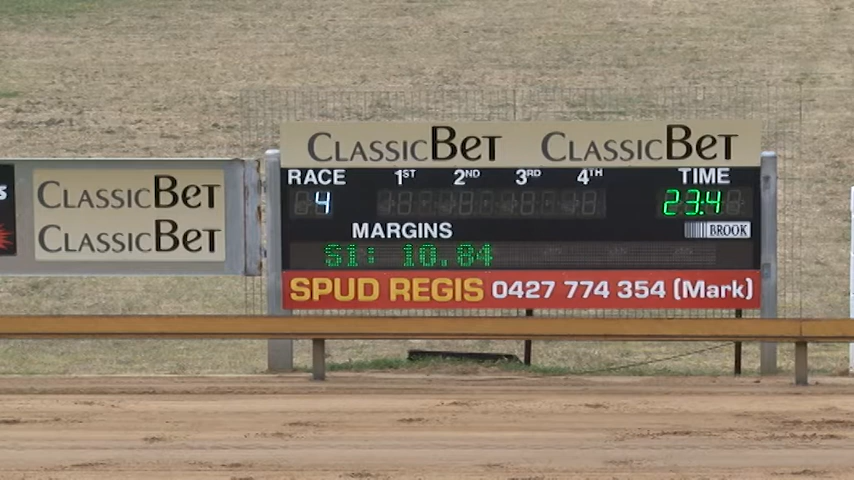 CLASSICBET CLASSICBET
RACE 1ST 2ND 3RD 4TH TIME
4 23:4
MARGINS BROOK
S1: 10.84
SPUD REGIS 0427 774 354 (Mark)
CLASSICBET
CLASSICBET